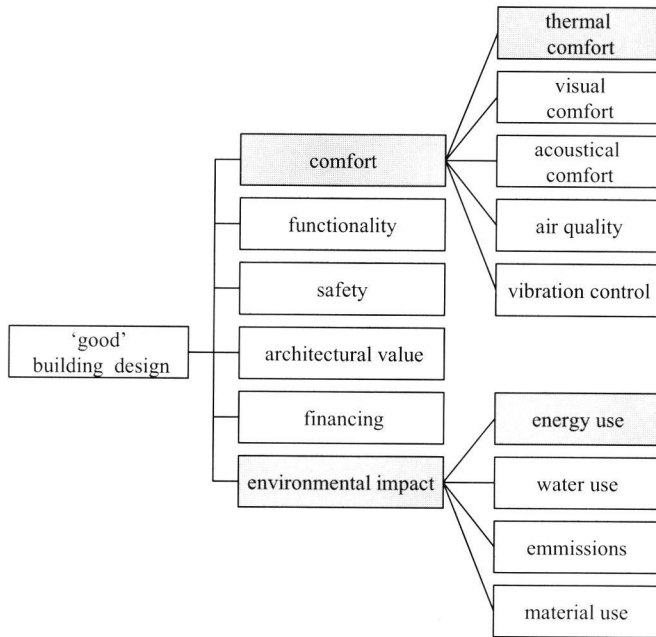 thermal
comfort
visual
comfort
comfort
acoustical
comfort
functionality
air quality
safety
vibration control
‘good’
building design
architectural value
financing
energy use
environmental impact
water use
emmissions
material use